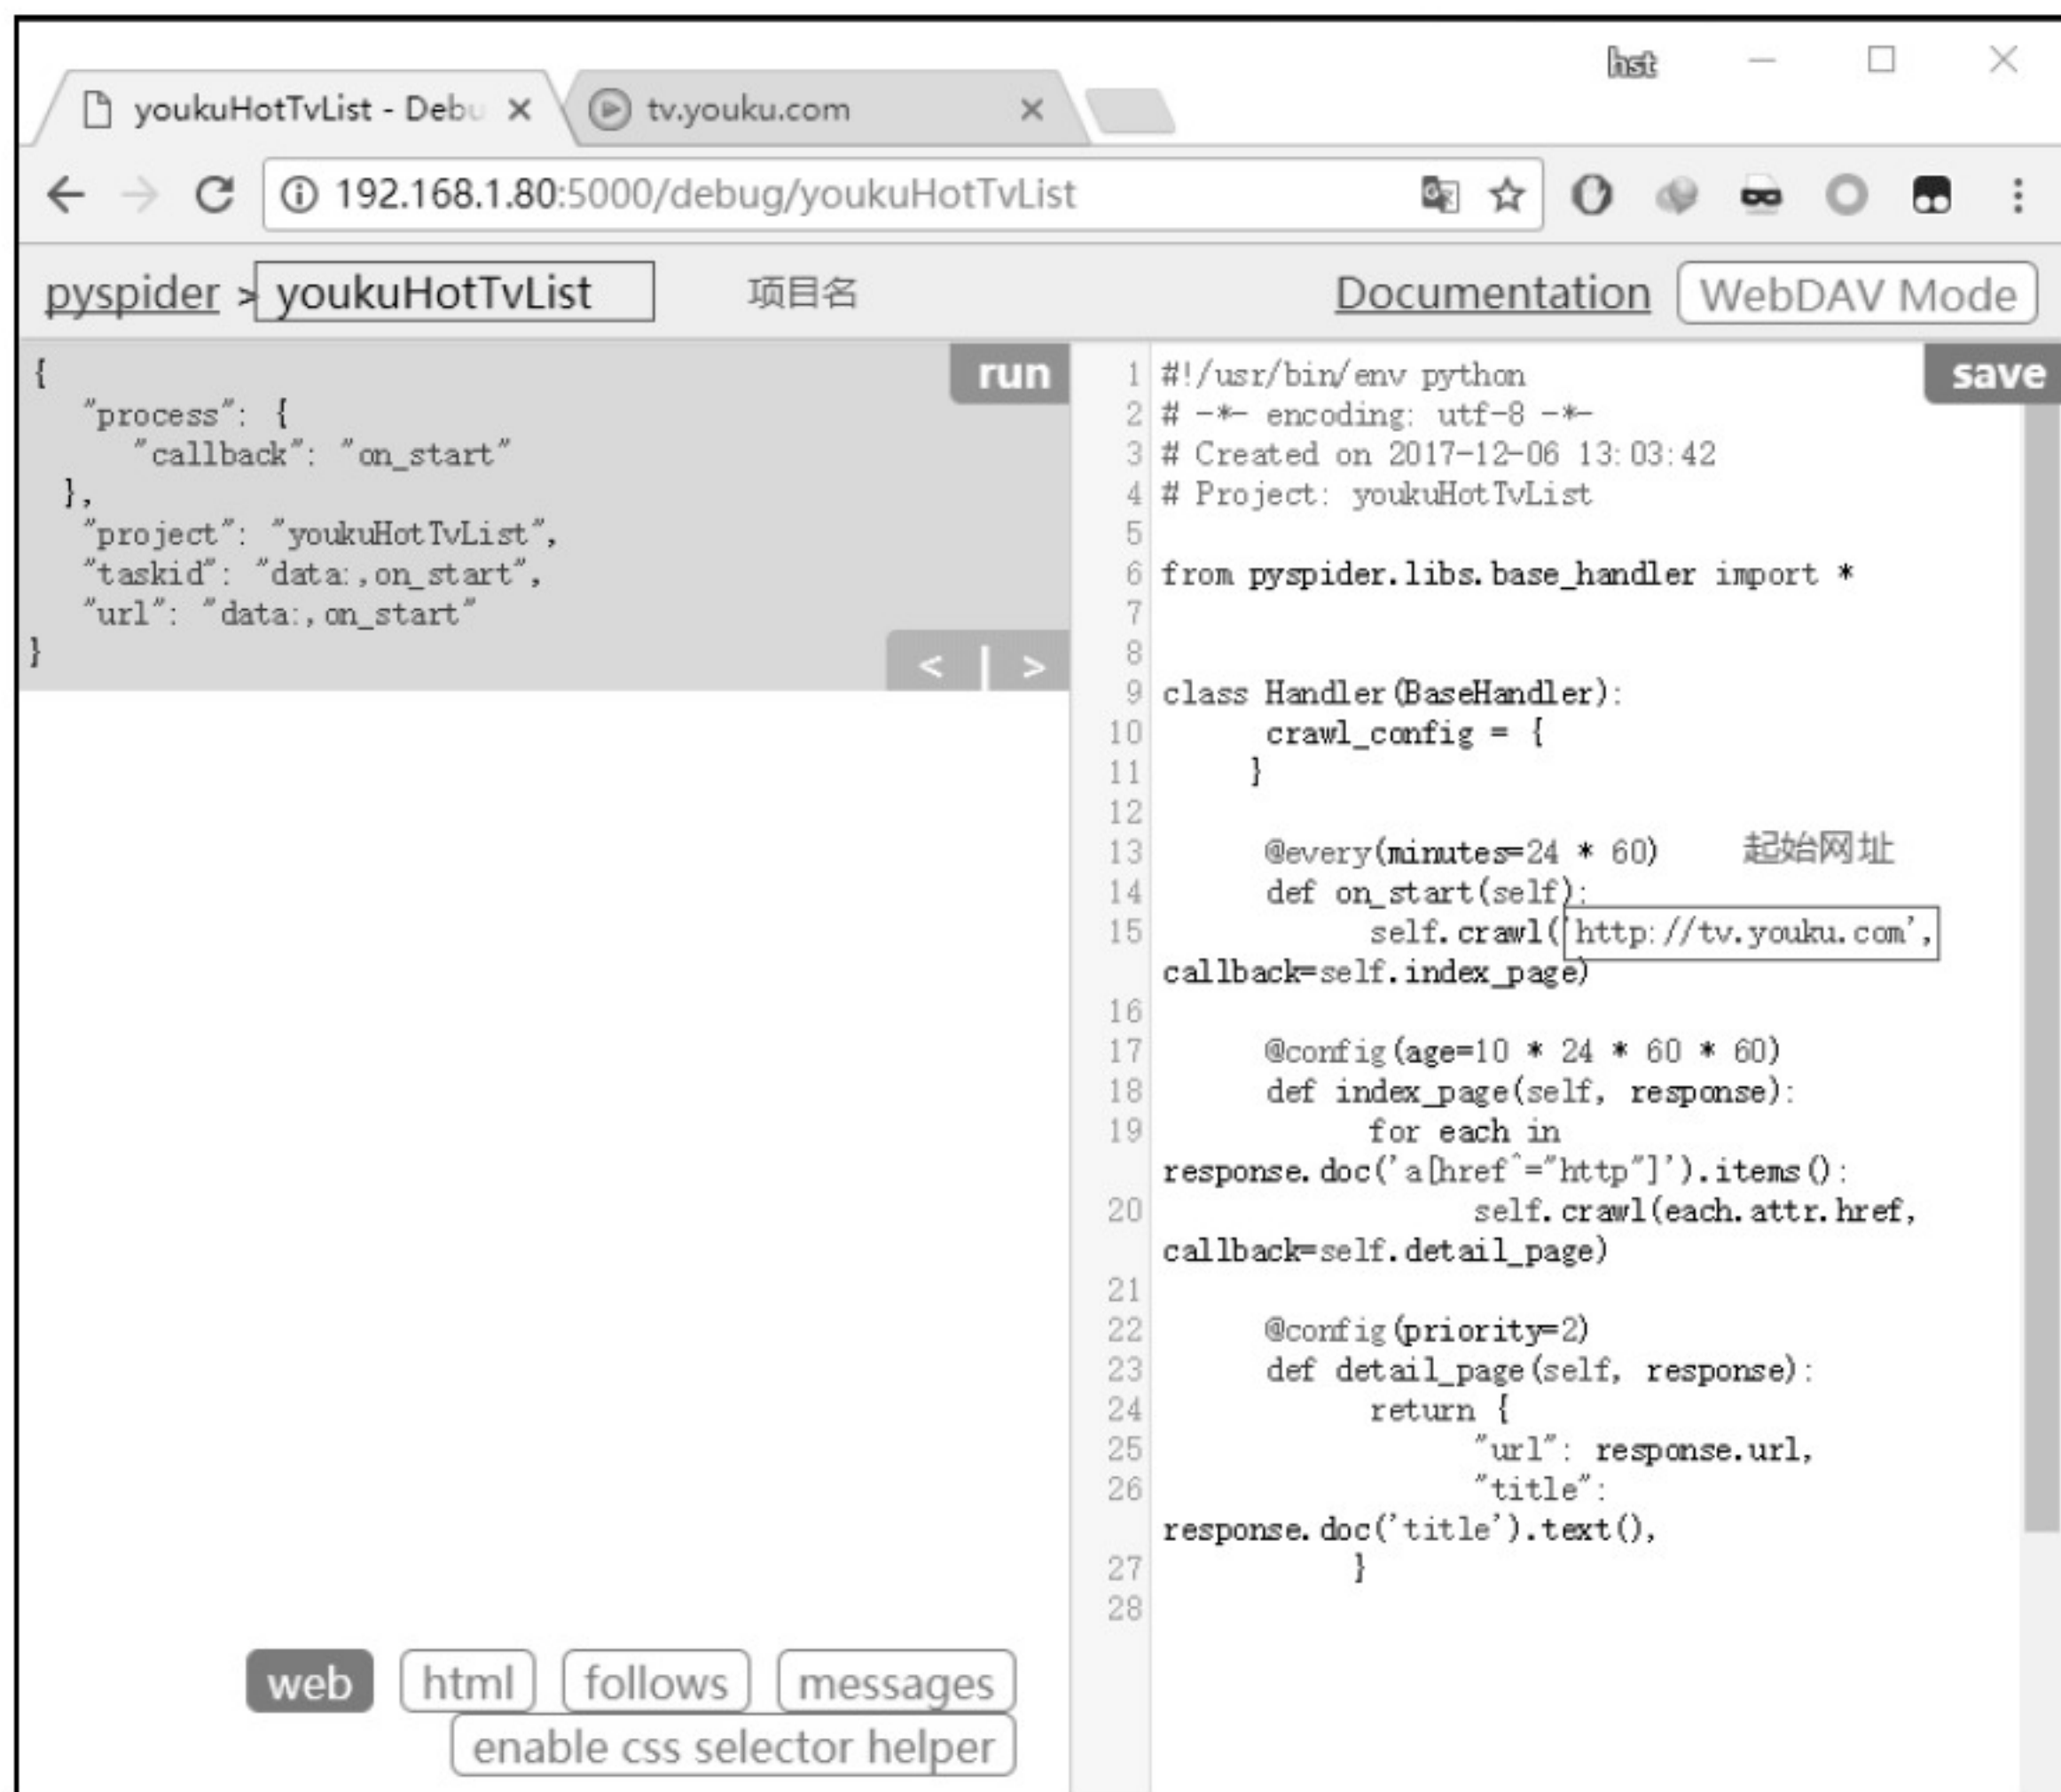 hst
youkuHotTvList - Debu
tv.youku.com
192.168.1.80:5000/debug/youkuHotTvList
pyspider > youkuHotTvList 项目名 Documentation WebDAV Mode
{
"process": {
"callback": "on_start"
},
"project": "youkuHotTvList",
"taskid": "data:,on_start",
"url": "data:,on_start"
}
run
< | >
web html follows messages
enable css selector helper
save
1 #!/usr/bin/env python
2 # -*- encoding: utf-8 -*-
3 # Created on 2017-12-06 13:03:42
4 # Project: youkuHotTvList
5
6 from pyspider.libs.base_handler import *
7
8
9 class Handler(BaseHandler):
10 crawl_config = {
11 }
12
13 @every(minutes=24 * 60) 起始网址
14 def on_start(self):
15 self.crawl('http://tv.youku.com',
callback=self.index_page)
16
17 @config(age=10 * 24 * 60 * 60)
18 def index_page(self, response):
19 for each in
response.doc('a[href^="http"]').items():
20 self.crawl(each.attr.href,
callback=self.detail_page)
21
22 @config(priority=2)
23 def detail_page(self, response):
24 return {
25 "url": response.url,
26 "title":
response.doc('title').text(),
27 }
28